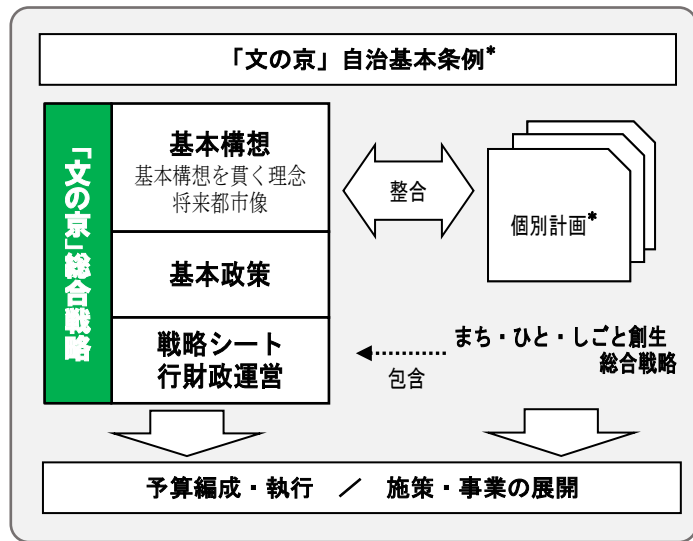 「文の京」自治基本条例*
「文の京」総合戦略
基本構想
基本構想を貫く理念
将来都市像
整合
個別計画*
基本政策
戦略シート
行財政運営
包含
まち・ひと・しごと創生
総合戦略
予算編成・執行　／　施策・事業の展開